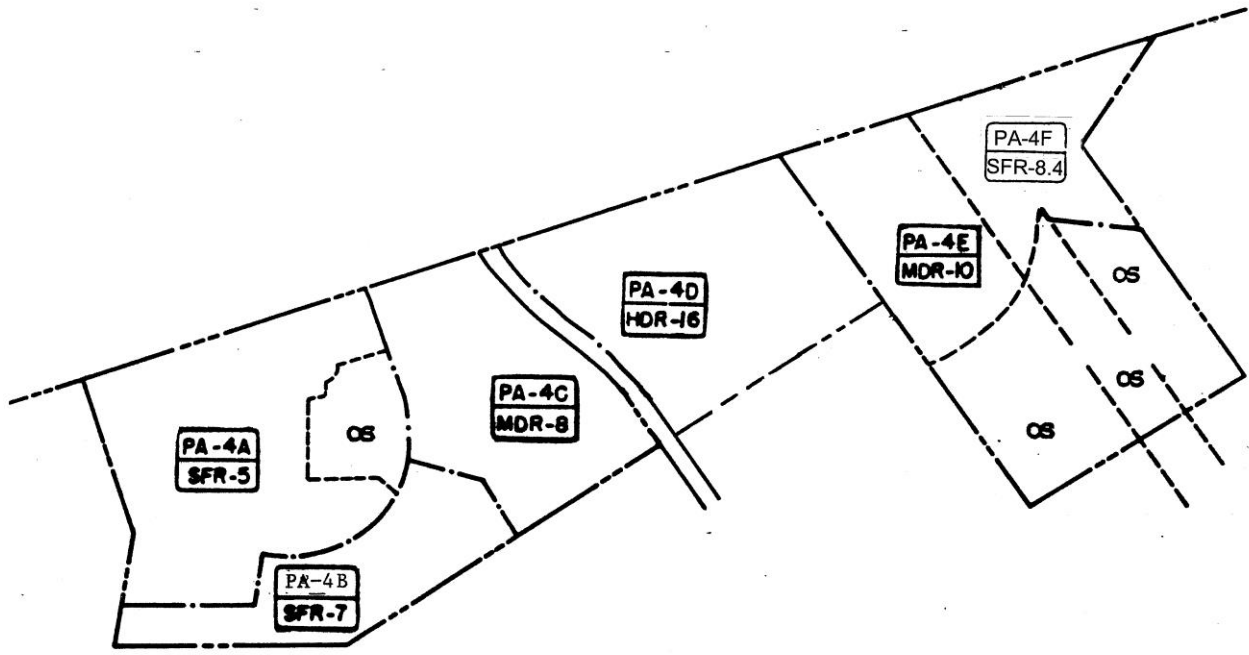 PA-4F
SFR-8.4
PA-4E
MDR-10
OS
PA-4D
HDR-16
OS
PA-4C
MDR-8
OS
OS
PA-4A
SFR-5
PA-4B
SFR-7